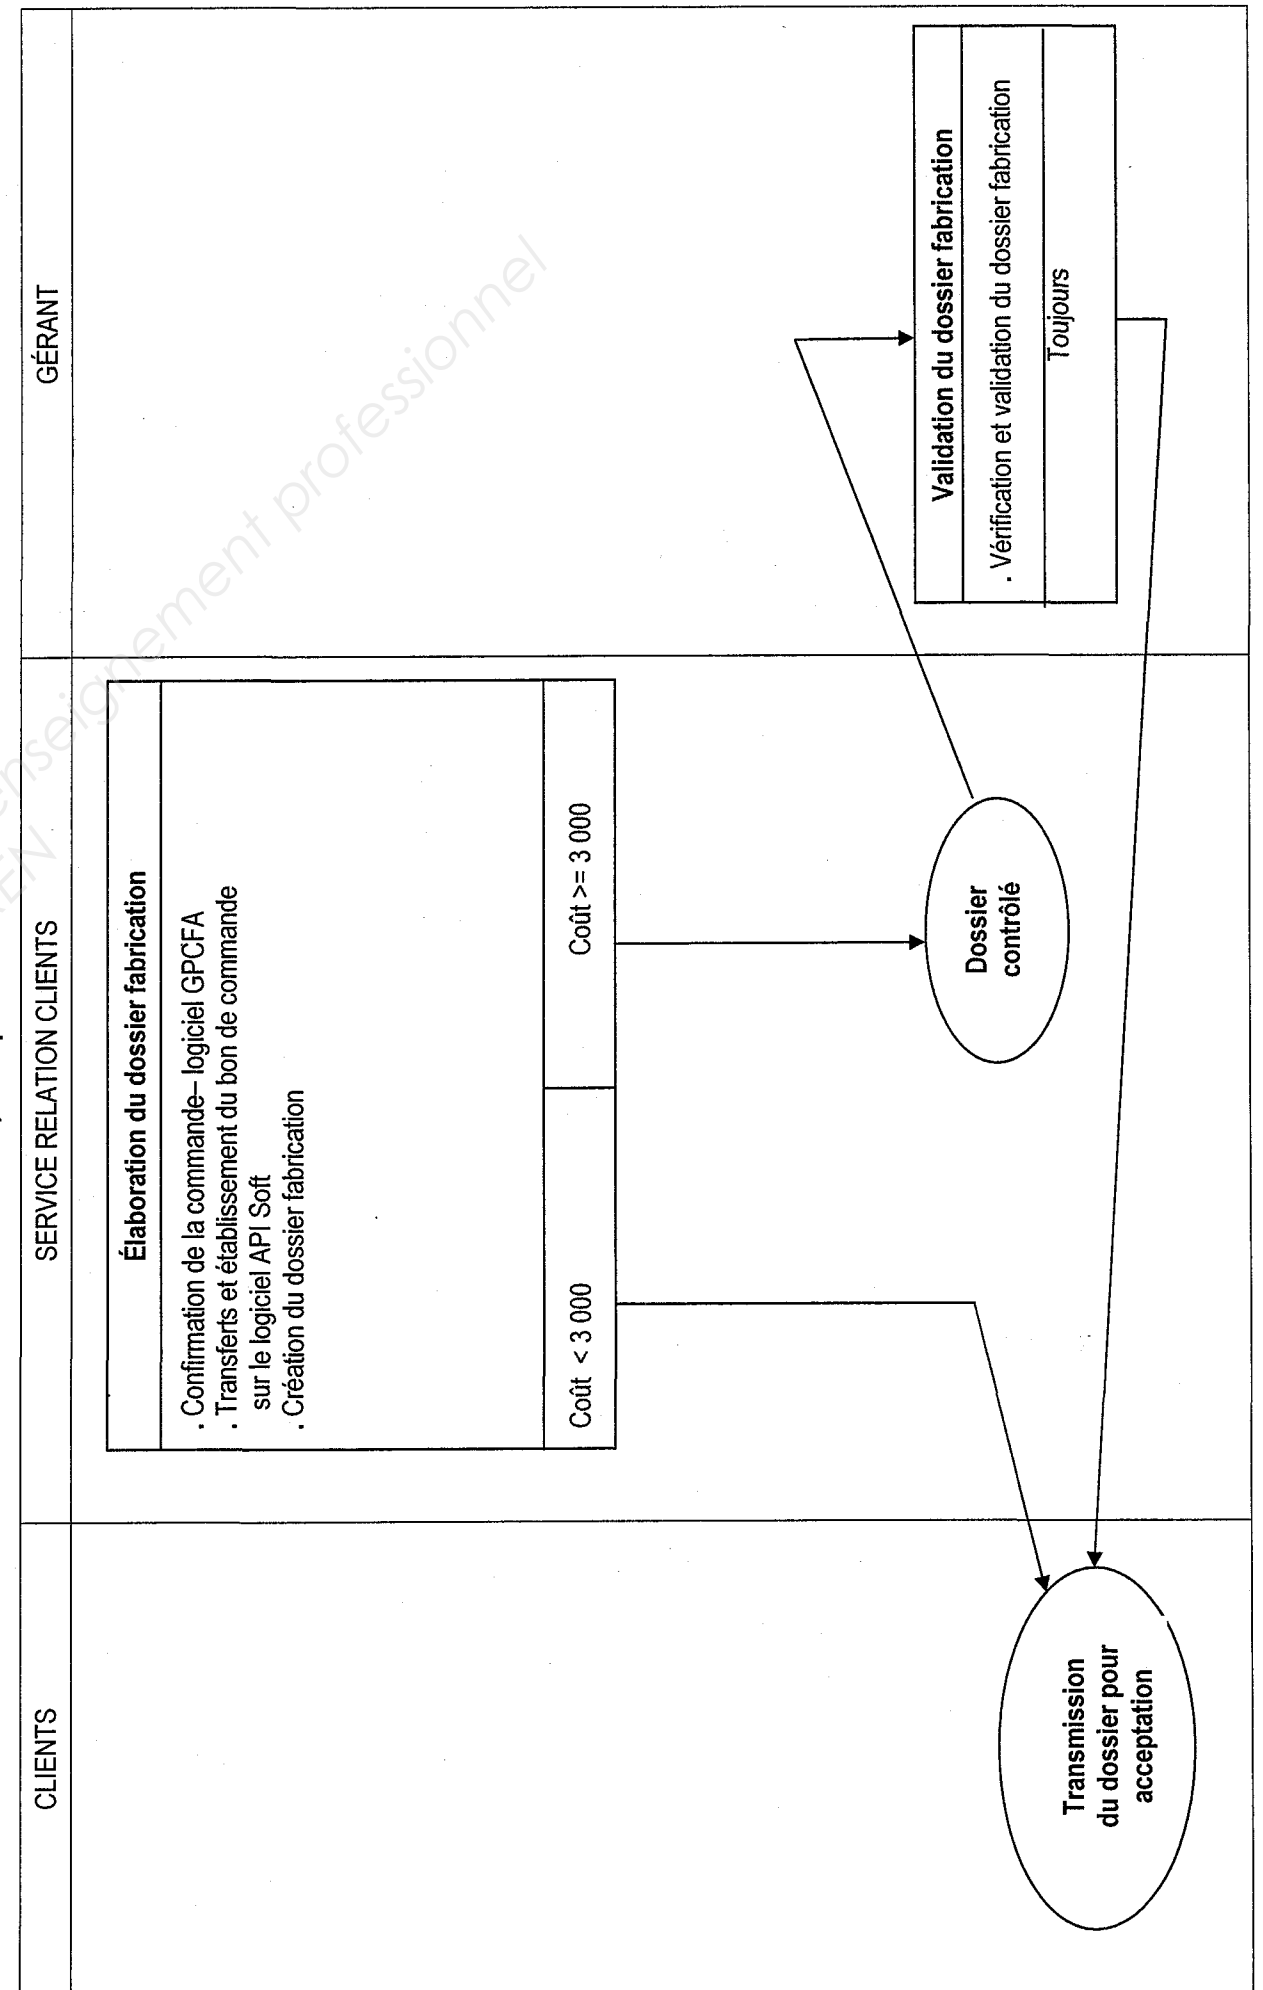 CLIENTS
SERVICE RELATION CLIENTS
GÉRANT
Élaboration du dossier fabrication
. Confirmation de la commande– logiciel GPCFA
. Transferts et établissement du bon de commande
sur le logiciel API Soft
. Création du dossier fabrication
Coût < 3 000
Coût >= 3 000
Dossier
contrôlé
Validation du dossier fabrication
. Vérification et validation du dossier fabrication
Toujours
Transmission
du dossier pour
acceptation
enseignement professionnel